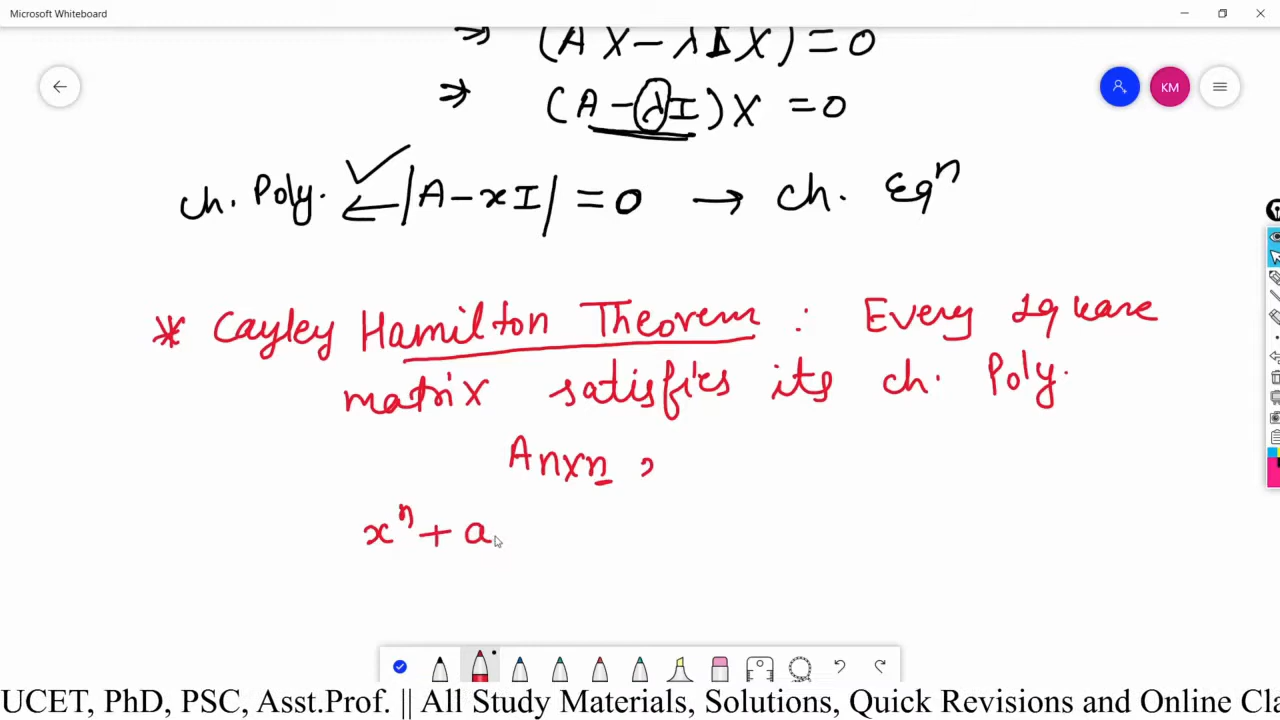 Microsoft Whiteboard
⇒ (AX - λIX) = 0
⇒ (A - λI)X = 0
KM
ch. Poly. ← |A - xI| = 0 → ch. Eqⁿ
* Cayley Hamilton Theorem : Every square
matrix satisfies its ch. Poly.
Anxn ,
xⁿ + a
UCET, PhD, PSC, Asst.Prof. || All Study Materials, Solutions, Quick Revisions and Online Cla